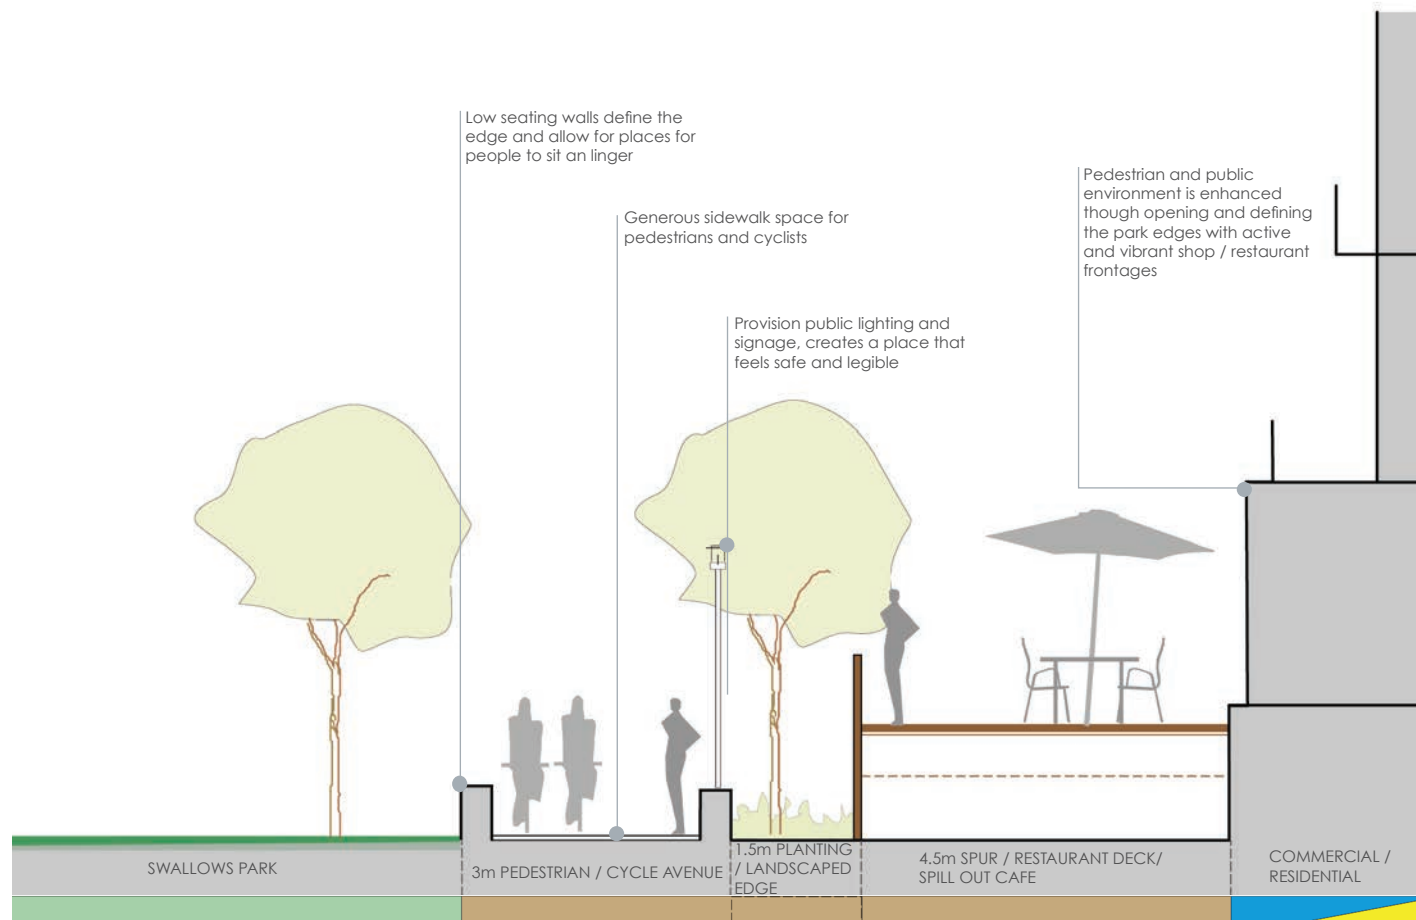 Low seating walls define the
edge and allow for places for
people to sit an linger
Generous sidewalk space for
pedestrians and cyclists
Pedestrian and public
environment is enhanced
though opening and defining
the park edges with active
and vibrant shop / restaurant
frontages
Provision public lighting and
signage, creates a place that
feels safe and legible
SWALLOWS PARK
3m PEDESTRIAN / CYCLE AVENUE
1.5m PLANTING
/ LANDSCAPED
EDGE
4.5m SPUR / RESTAURANT DECK/
SPILL OUT CAFE
COMMERCIAL /
RESIDENTIAL